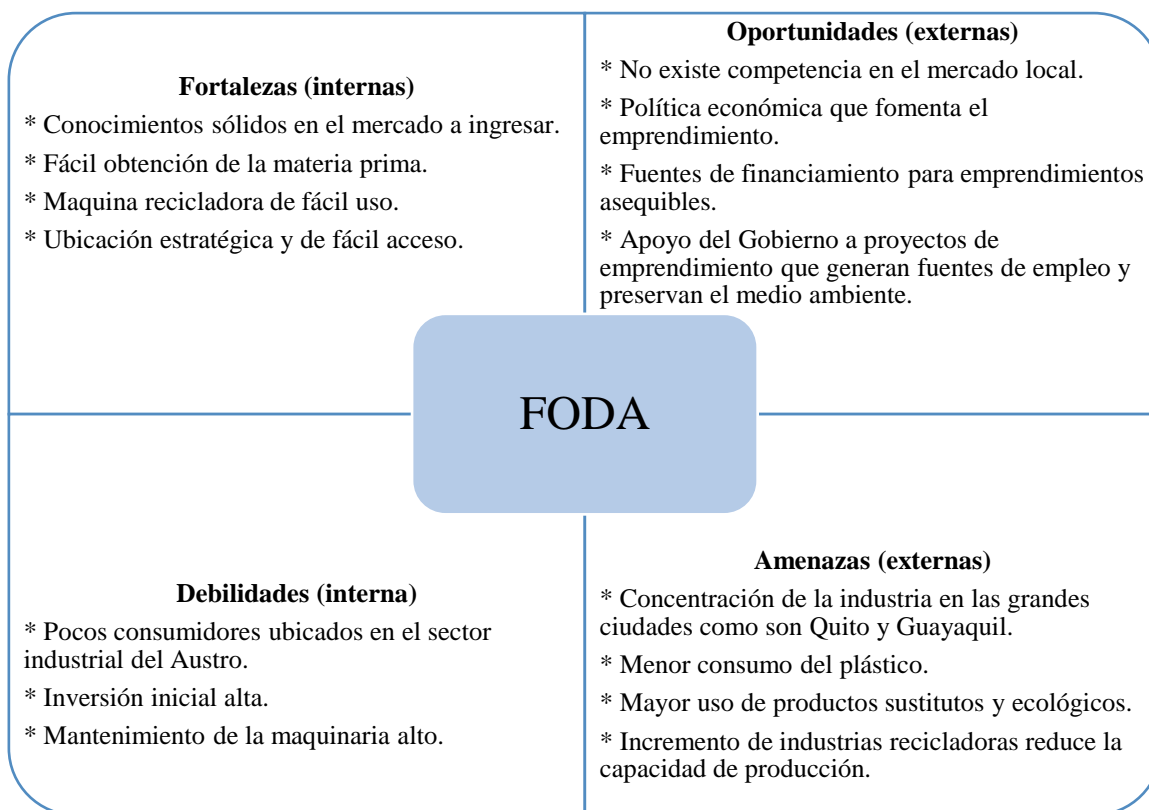 Fortalezas (internas)
* Conocimientos sólidos en el mercado a ingresar.
* Fácil obtención de la materia prima.
* Maquina recicladora de fácil uso.
* Ubicación estratégica y de fácil acceso.
Oportunidades (externas)
* No existe competencia en el mercado local.
* Política económica que fomenta el
emprendimiento.
* Fuentes de financiamiento para emprendimientos
asequibles.
* Apoyo del Gobierno a proyectos de
emprendimiento que generan fuentes de empleo y
preservan el medio ambiente.
FODA
Debilidades (interna)
* Pocos consumidores ubicados en el sector
industrial del Austro.
* Inversión inicial alta.
* Mantenimiento de la maquinaria alto.
Amenazas (externas)
* Concentración de la industria en las grandes
ciudades como son Quito y Guayaquil.
* Menor consumo del plástico.
* Mayor uso de productos sustitutos y ecológicos.
* Incremento de industrias recicladoras reduce la
capacidad de producción.